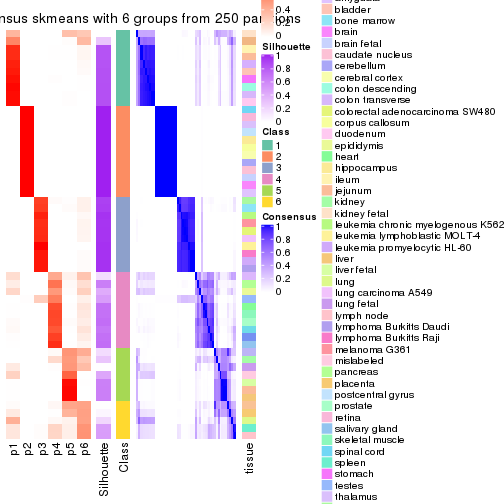 nsus skmeans with 6 groups from 250 par
ons
0.4
0.2
0
Silhouette
1
0.8
0.6
0.4
0.2
0
Class
1
2
3
4
5
6
Consensus
1
0.8
0.6
0.4
0.2
0
p1
p2
p3
p4
p5
p6
Silhouette
Class
tissue
bladder
bone marrow
brain
brain fetal
caudate nucleus
cerebellum
cerebral cortex
colon descending
colon transverse
colorectal adenocarcinoma SW480
corpus callosum
duodenum
epididymis
heart
hippocampus
ileum
jejunum
kidney
kidney fetal
leukemia chronic myelogenous K562
leukemia lymphoblastic MOLT-4
leukemia promyelocytic HL-60
liver
liver fetal
lung
lung carcinoma A549
lung fetal
lymph node
lymphoma Burkitts Daudi
lymphoma Burkitts Raji
melanoma G361
mislabeled
pancreas
placenta
postcentral gyrus
prostate
retina
salivary gland
skeletal muscle
spinal cord
spleen
stomach
testes
thalamus